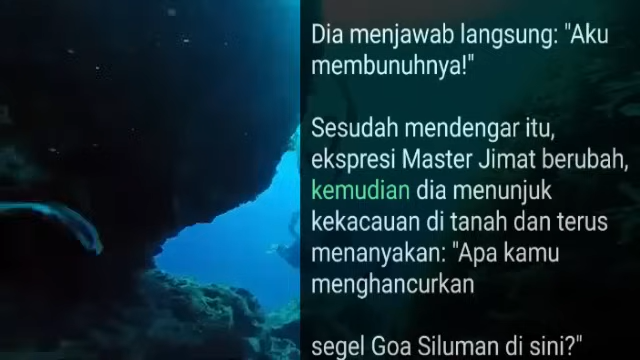 Dia menjawab langsung: "Aku
membunuhnya!"
Sesudah mendengar itu,
ekspresi Master Jimat berubah,
kemudian dia menunjuk
kekacauan di tanah dan terus
menanyakan: "Apa kamu
menghancurkan
segel Goa Siluman di sini?"